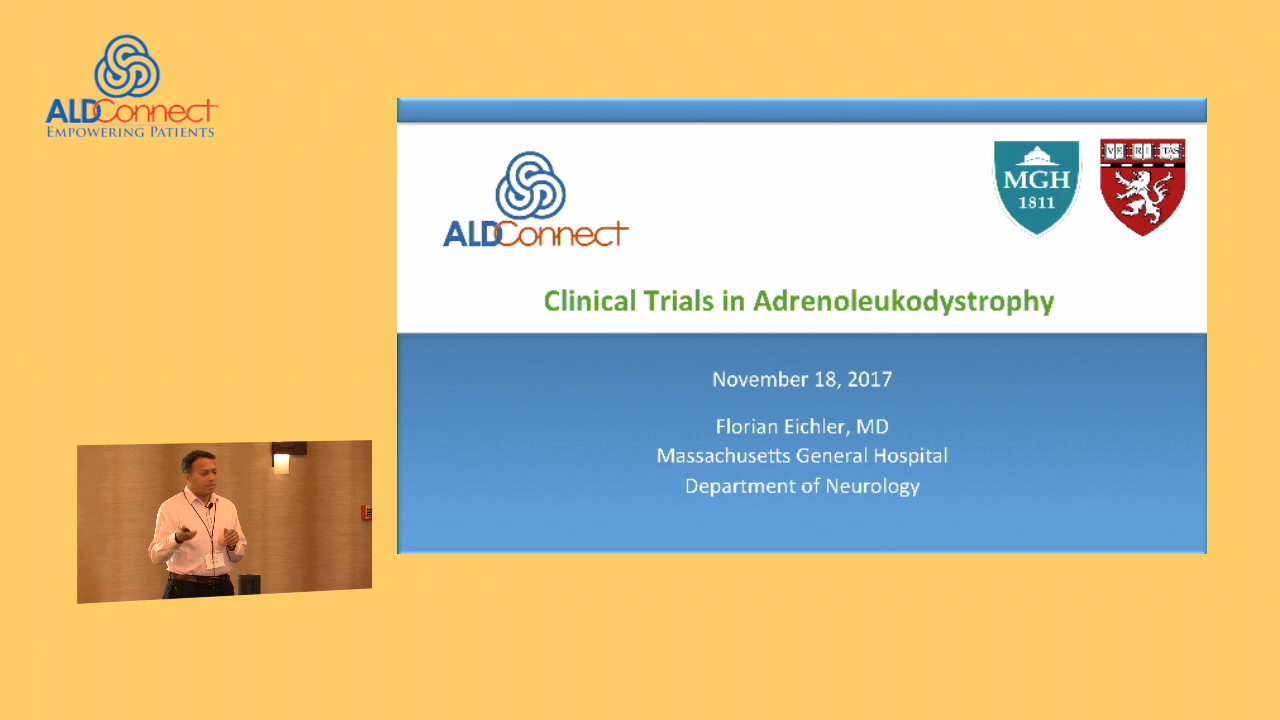 ALDConnect
EMPOWERING PATIENTS
ALDConnect
MGH
1811
VE RI TAS
Clinical Trials in Adrenoleukodystrophy
November 18, 2017
Florian Eichler, MD
Massachusetts General Hospital
Department of Neurology